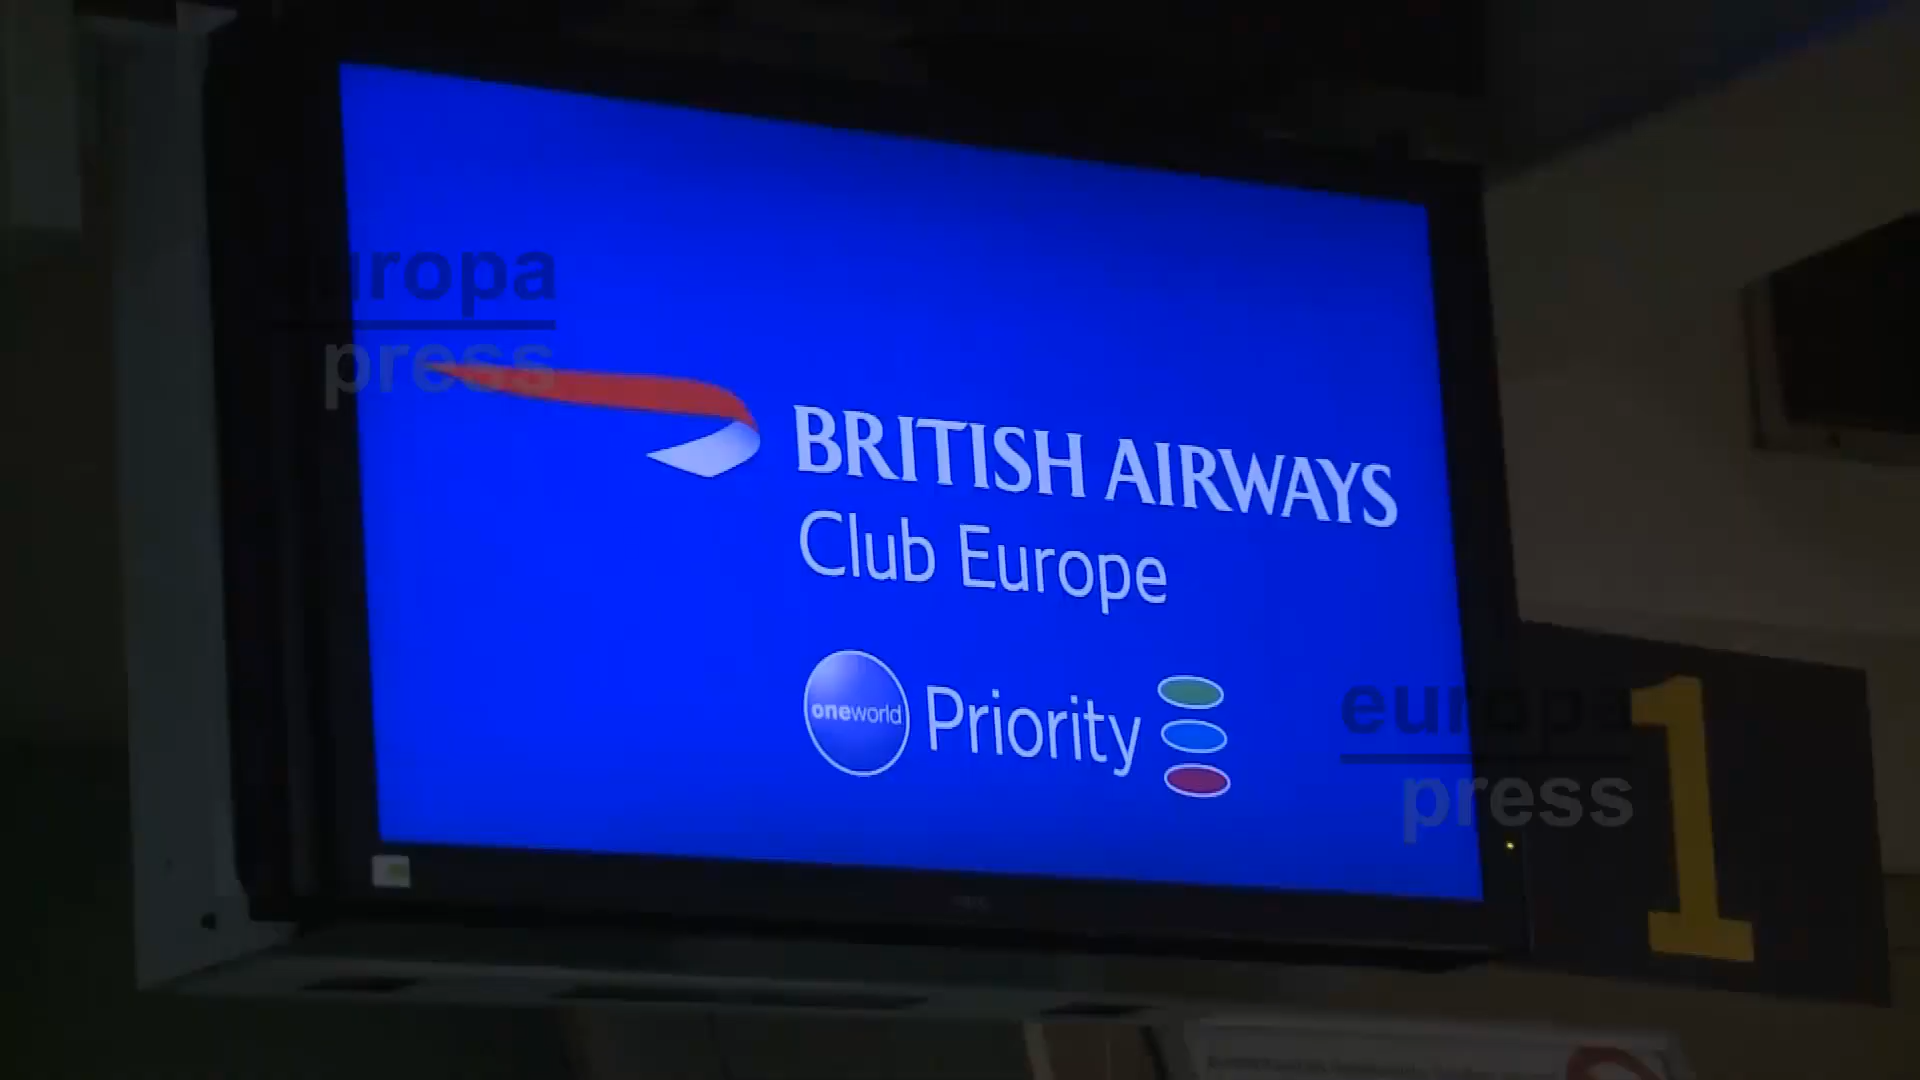 europa
press
BRITISH AIRWAYS
Club Europe
oneworld Priority
europa
press
1